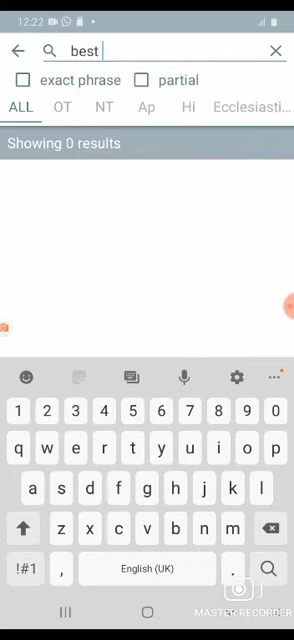 12:22
best
exact phrase partial
ALL OT NT Ap Hi Ecclesiasti...
Showing 0 results
1 2 3 4 5 6 7 8 9 0
q w e r t y u i o p
a s d f g h j k l
z x c v b n m
!#1 , English (UK) .
MASTER RECORDER